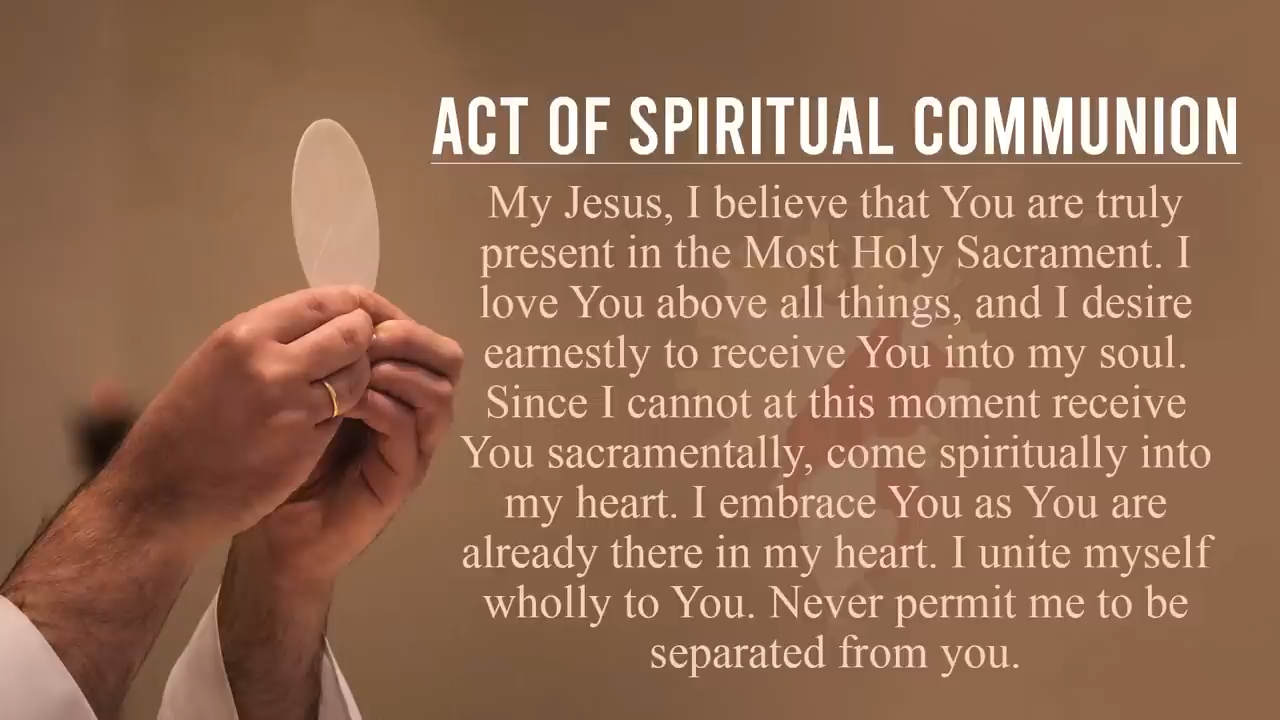 ACT OF SPIRITUAL COMMUNION
My Jesus, I believe that You are truly
present in the Most Holy Sacrament. I
love You above all things, and I desire
earnestly to receive You into my soul.
Since I cannot at this moment receive
You sacramentally, come spiritually into
my heart. I embrace You as You are
already there in my heart. I unite myself
wholly to You. Never permit me to be
separated from you.